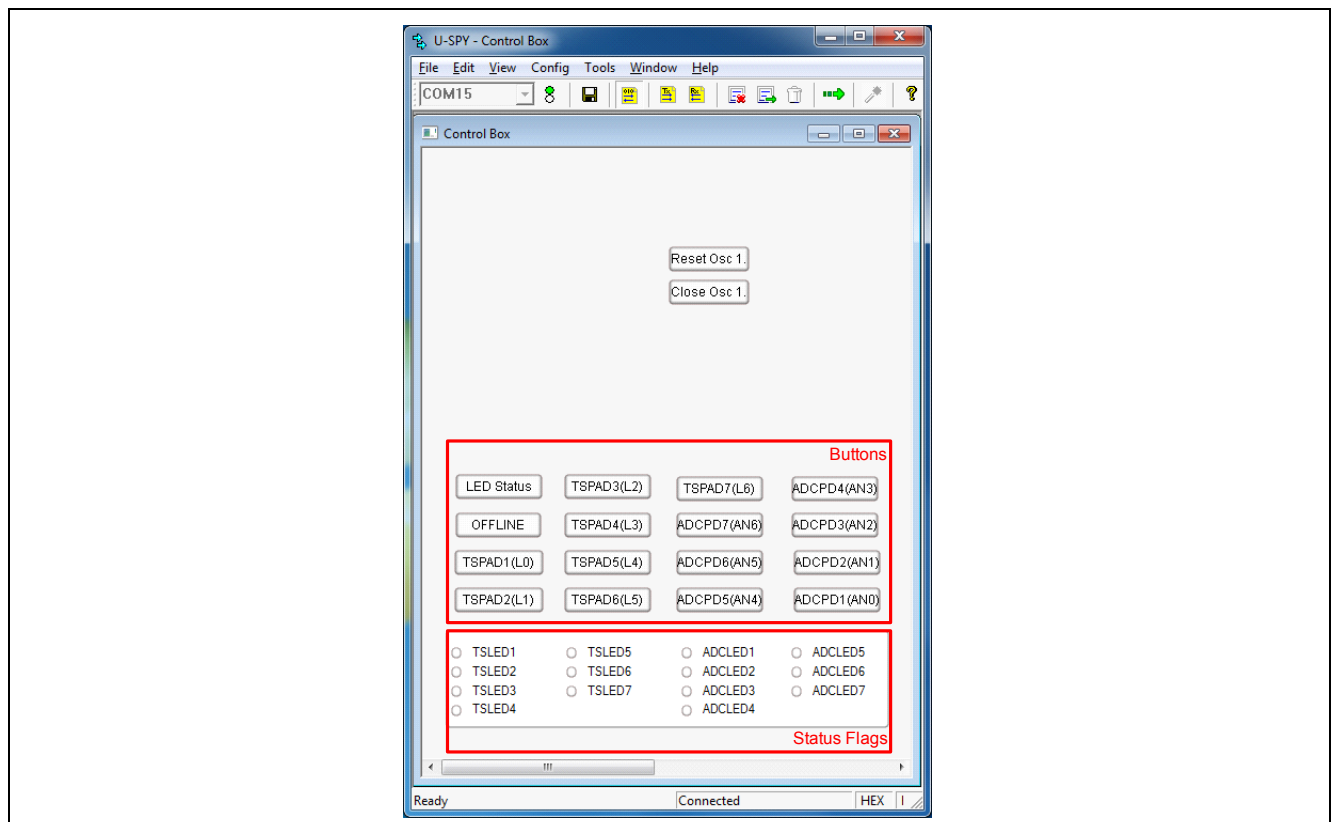 U-SPY - Control Box
File Edit View Config Tools Window Help
COM15
Control Box
Reset Osc 1.
Close Osc 1.
Buttons
LED Status TSPAD3(L2) TSPAD7(L6) ADCPD4(AN3)
OFFLINE TSPAD4(L3) ADCPD7(AN6) ADCPD3(AN2)
TSPAD1(L0) TSPAD5(L4) ADCPD6(AN5) ADCPD2(AN1)
TSPAD2(L1) TSPAD6(L5) ADCPD5(AN4) ADCPD1(AN0)
TSLED1 TSLED5 ADCLED1 ADCLED5
TSLED2 TSLED6 ADCLED2 ADCLED6
TSLED3 TSLED7 ADCLED3 ADCLED7
TSLED4 ADCLED4
Status Flags
Ready Connected HEX I